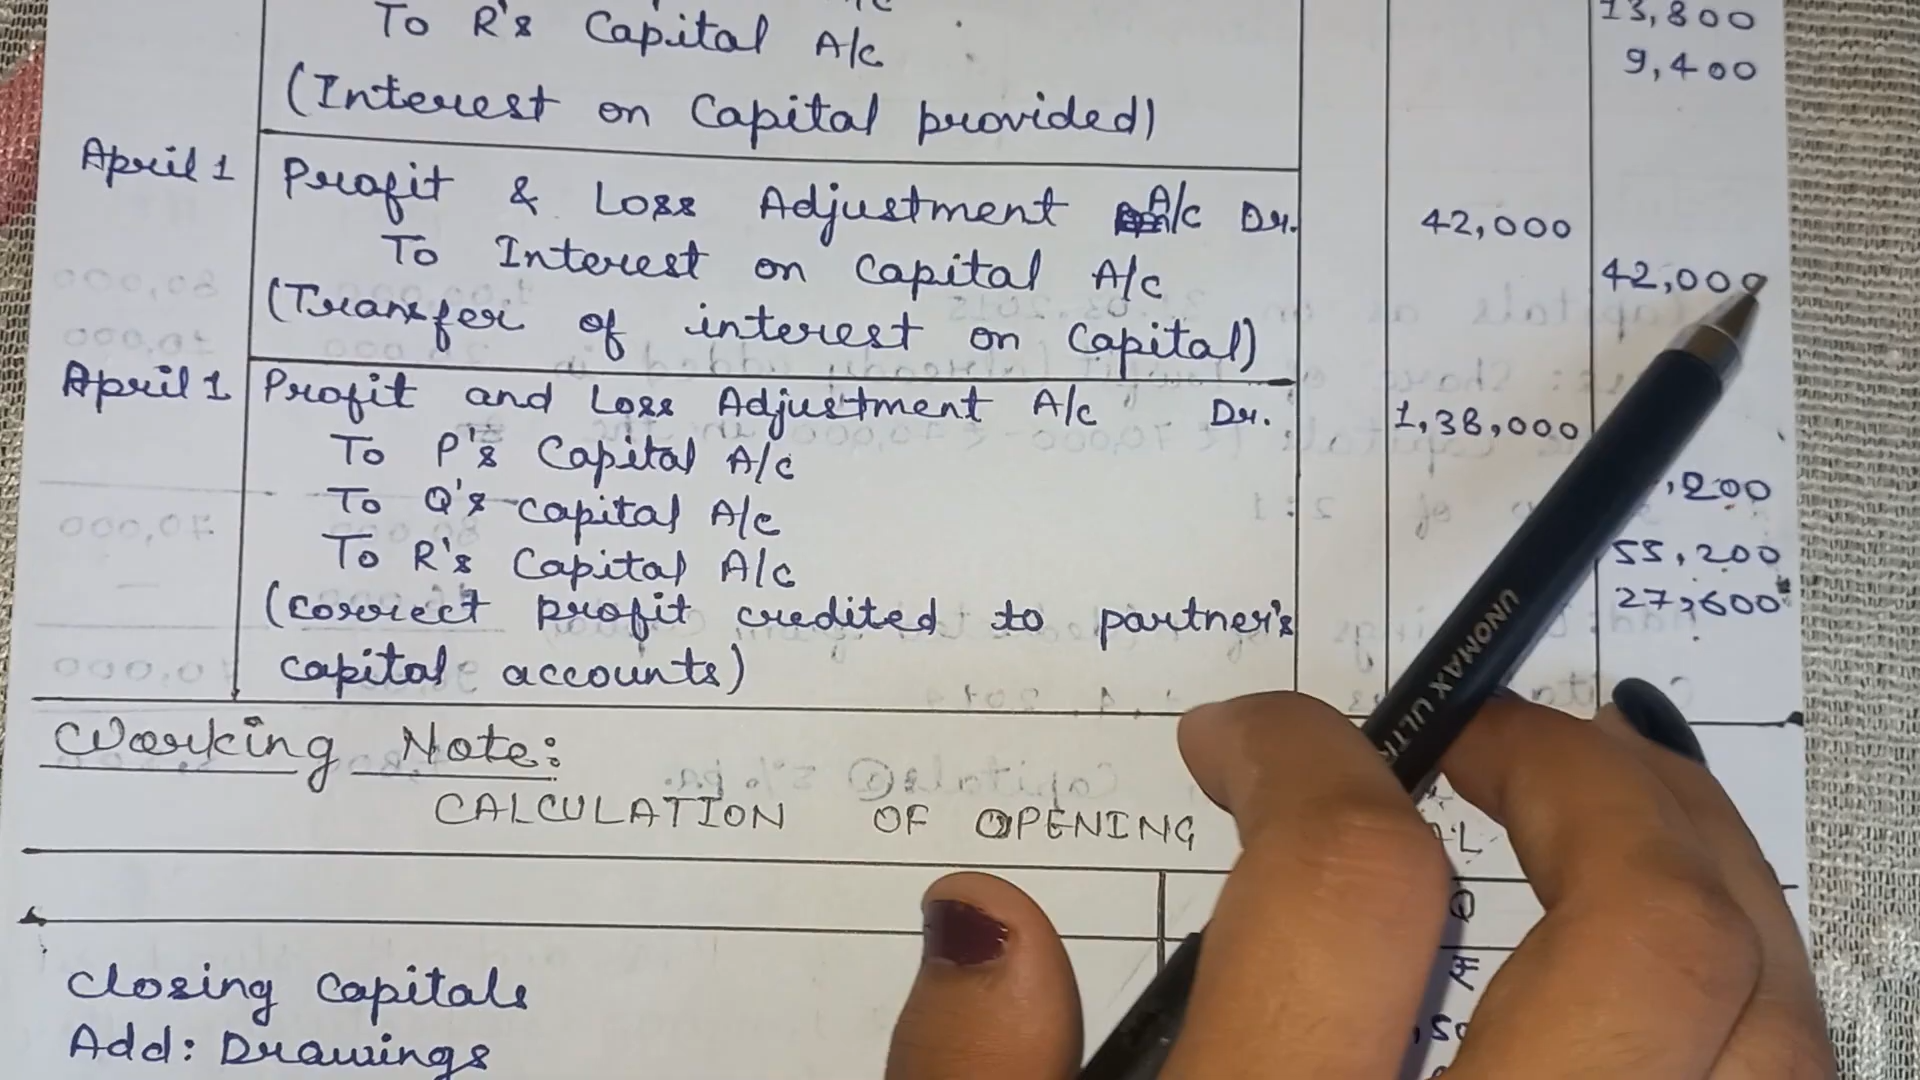 13,800
To R's Capital A/c
9,400
(Interest on Capital provided)
April 1 Profit & Loss Adjustment A/c Dr. 42,000
To Interest on Capital A/c 42,000
(Transfer of interest on Capital)
April 1 Profit and Loss Adjustment A/c Dr. 1,38,000
To P's Capital A/c ,200
To Q's Capital A/c 55,200
To R's Capital A/c 27,600
(Correct profit credited to partner's
capital accounts)
Working Note:
CALCULATION OF OPENING
Q
₹
Closing Capitals
Add: Drawings
UNOMAX ULTR